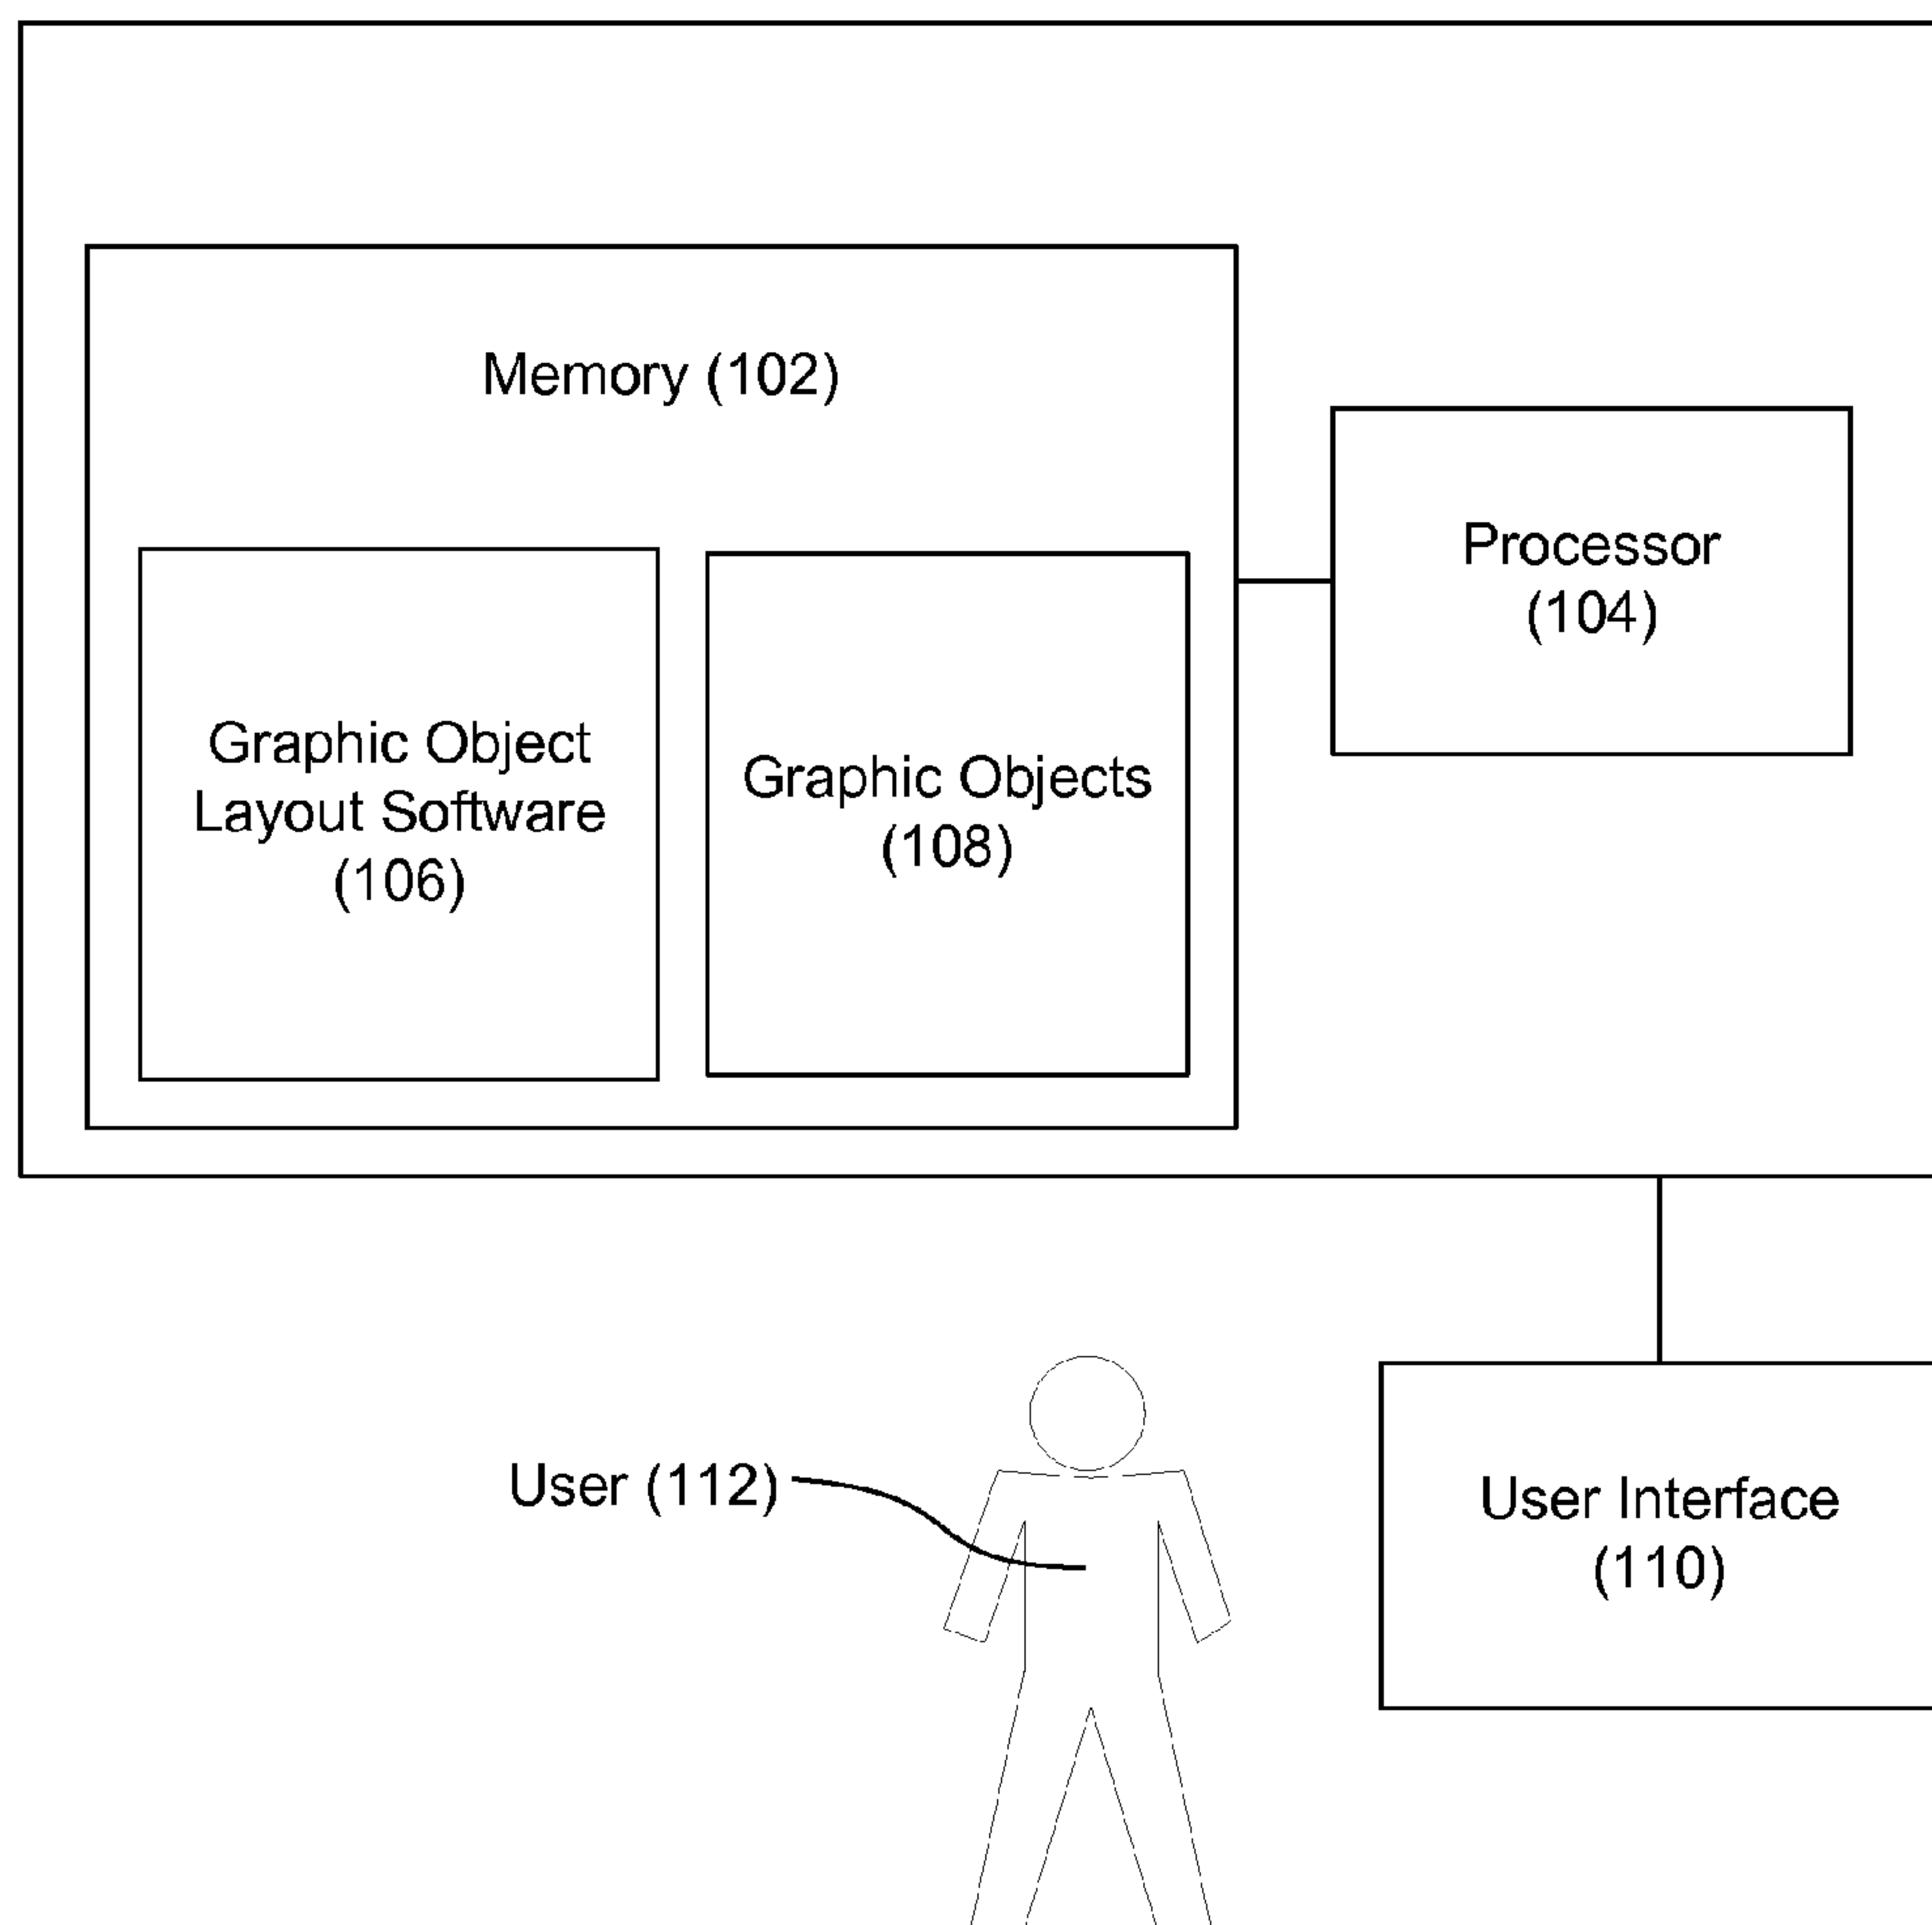 Memory (102)
Processor
(104)
Graphic Object
Layout Software
(106)
Graphic Objects
(108)
User (112)
User Interface
(110)